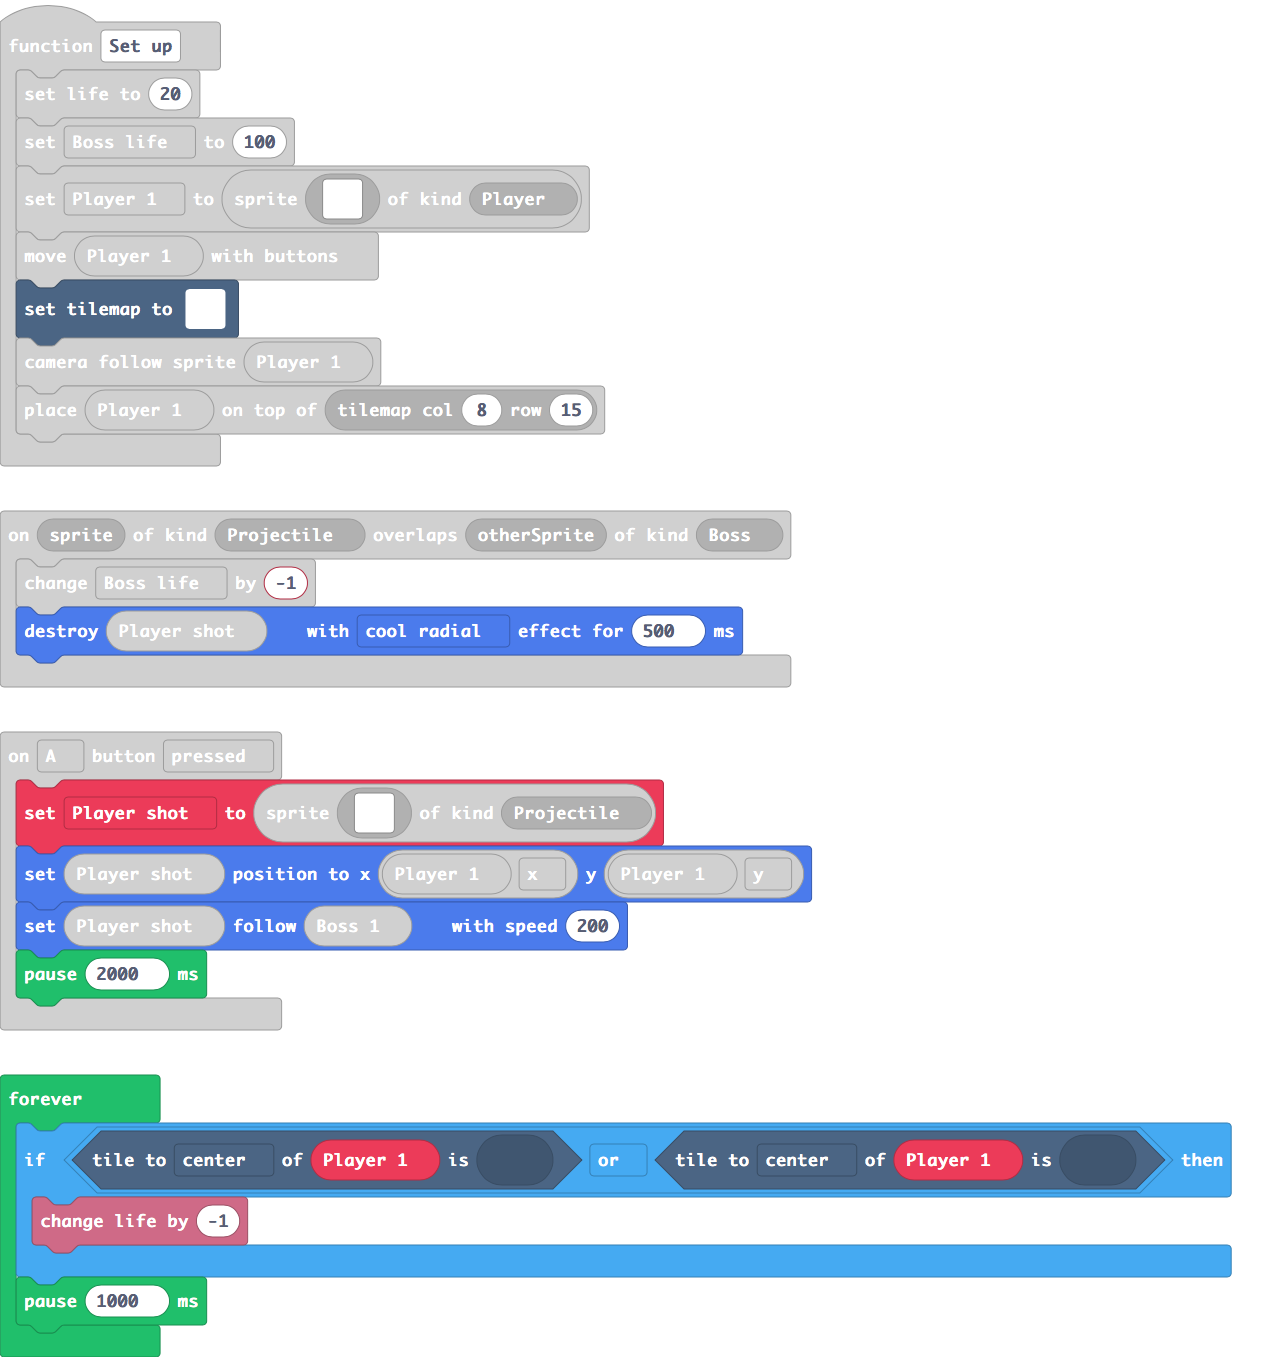 function Set up
set life to 20
set Boss life to 100
set Player 1 to sprite of kind Player
move Player 1 with buttons
set tilemap to
camera follow sprite Player 1
place Player 1 on top of tilemap col 8 row 15
on sprite of kind Projectile overlaps otherSprite of kind Boss
change Boss life by -1
destroy Player shot with cool radial effect for 500 ms
on A button pressed
set Player shot to sprite of kind Projectile
set Player shot position to x Player 1 x y Player 1 y
set Player shot follow Boss 1 with speed 200
pause 2000 ms
forever
if tile to center of Player 1 is or tile to center of Player 1 is then
change life by -1
pause 1000 ms